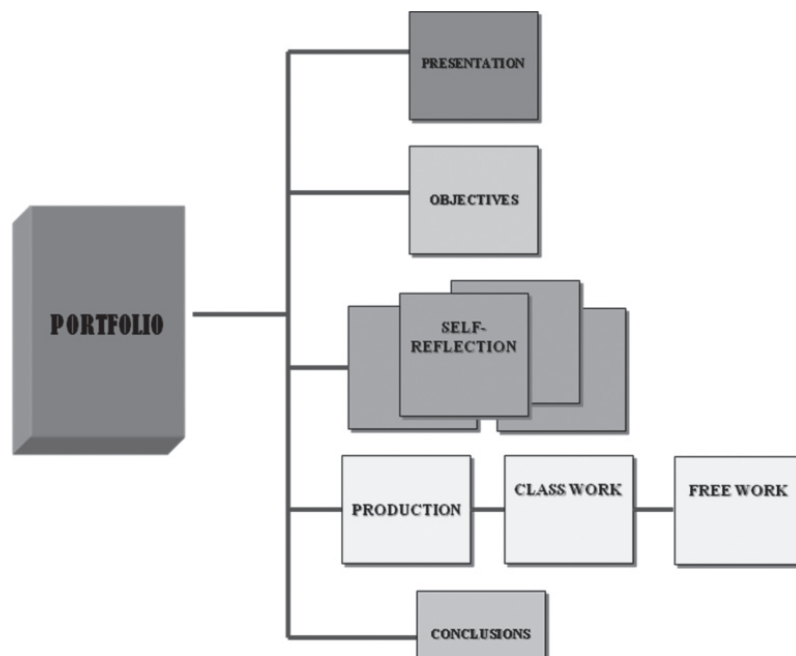 PRESENTATION
OBJECTIVES
PORTFOLIO
SELF-
REFLECTION
PRODUCTION
CLASS WORK
FREE WORK
CONCLUSIONS